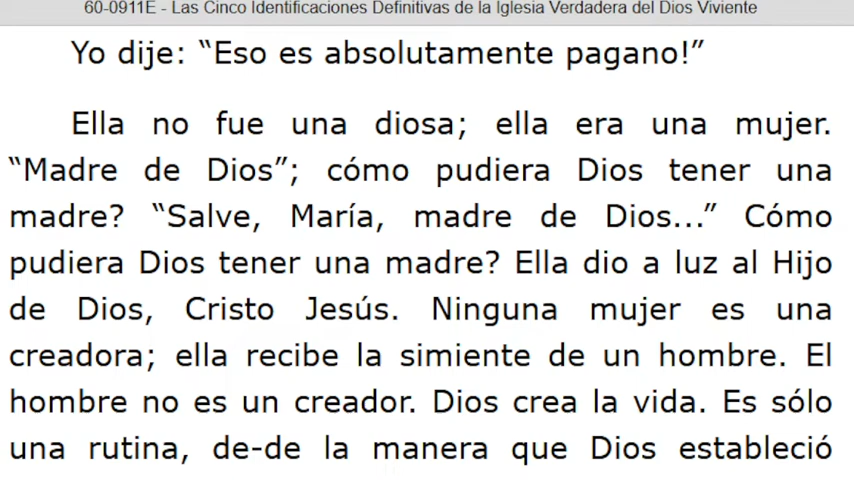 60-0911E - Las Cinco Identificaciones Definitivas de la Iglesia Verdadera del Dios Viviente
Yo dije: “Eso es absolutamente pagano!”
Ella no fue una diosa; ella era una mujer.
“Madre de Dios”; cómo pudiera Dios tener una
madre? “Salve, María, madre de Dios...” Cómo
pudiera Dios tener una madre? Ella dio a luz al Hijo
de Dios, Cristo Jesús. Ninguna mujer es una
creadora; ella recibe la simiente de un hombre. El
hombre no es un creador. Dios crea la vida. Es sólo
una rutina, de-de la manera que Dios estableció